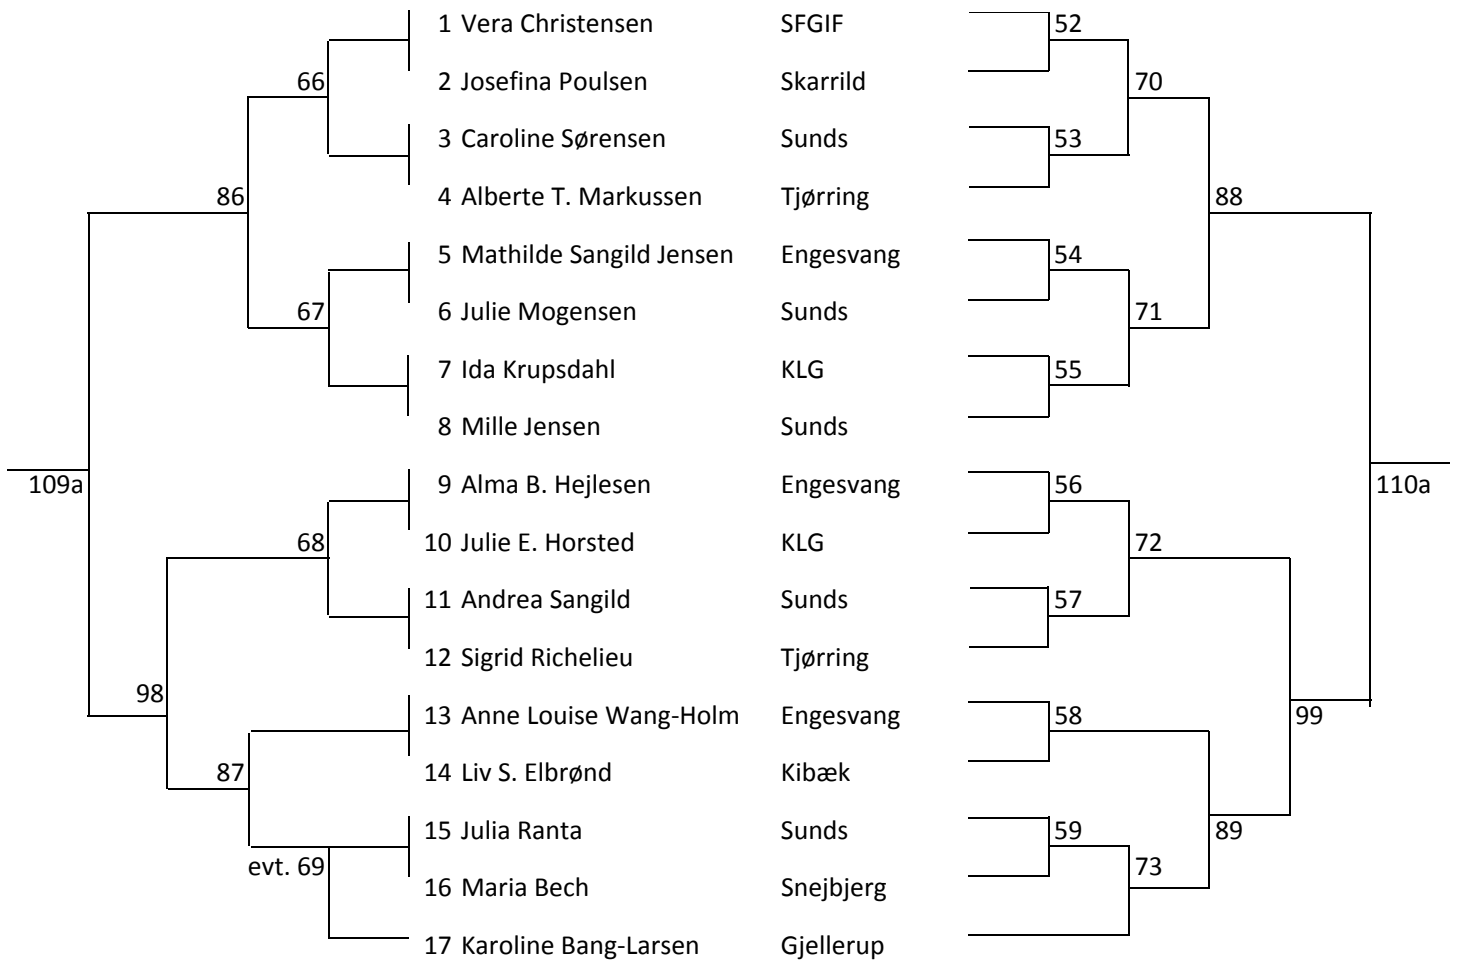 1 Vera Christensen SFGIF 52
66 2 Josefina Poulsen Skarrild 70
3 Caroline Sørensen Sunds 53
86 4 Alberte T. Markussen Tjørring 88
5 Mathilde Sangild Jensen Engesvang 54
67 6 Julie Mogensen Sunds 71
7 Ida Krupsdahl KLG 55
8 Mille Jensen Sunds
109a 9 Alma B. Hejlesen Engesvang 56 110a
68 10 Julie E. Horsted KLG 72
11 Andrea Sangild Sunds 57
12 Sigrid Richelieu Tjørring
98
13 Anne Louise Wang-Holm Engesvang 58 99
87 14 Liv S. Elbrønd Kibæk
15 Julia Ranta Sunds 59 89
evt. 69 73
16 Maria Bech Snejbjerg
17 Karoline Bang-Larsen Gjellerup